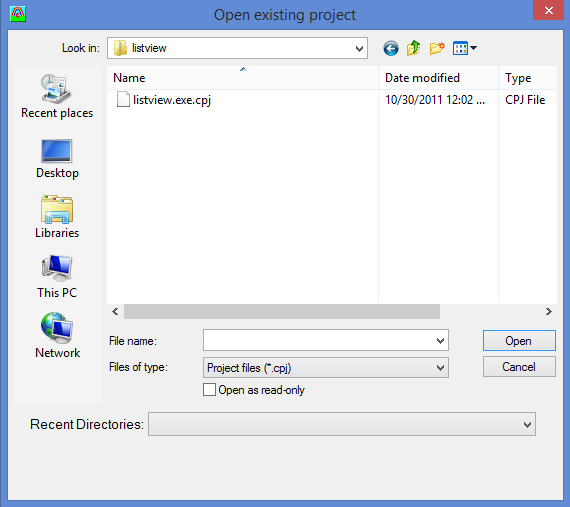 Open existing project
Look in: listview
Name Date modified Type
listview.exe.cpj 10/30/2011 12:02 ... CPJ File
Recent places
Desktop
Libraries
This PC
Network
File name: Open
Files of type: Project files (*.cpj) Cancel
Open as read-only
Recent Directories: